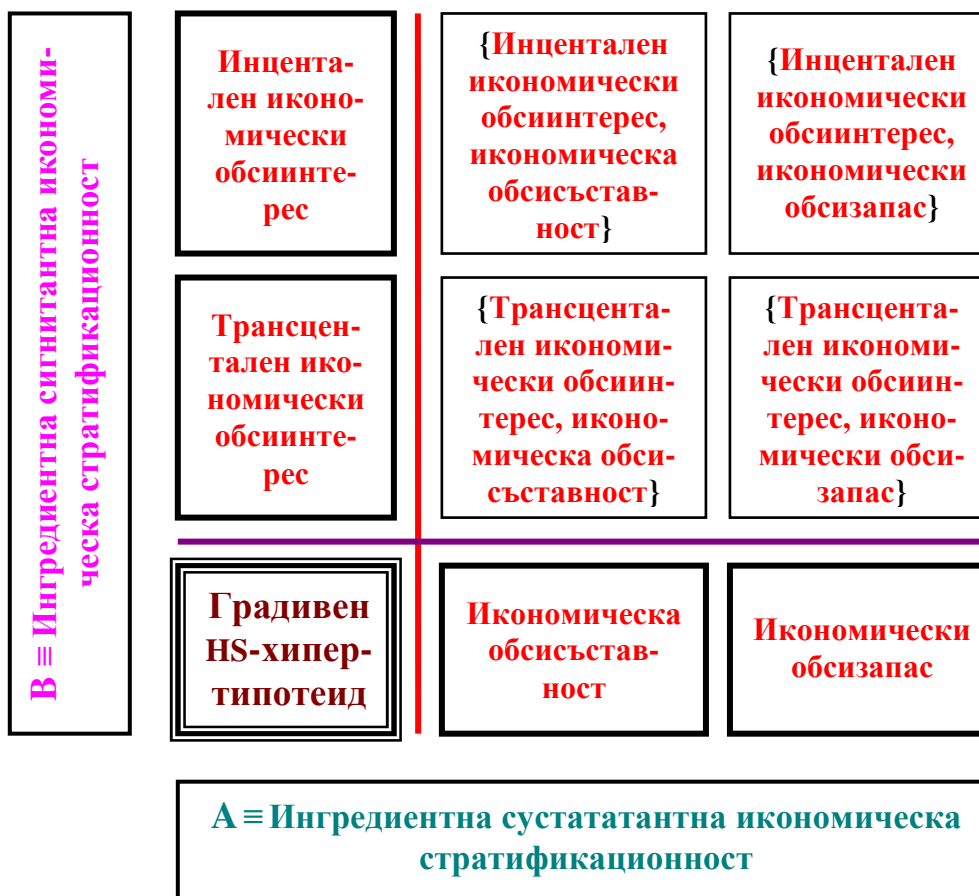 B ≡ Ингредиентна сигнитантна икономи-
ческа стратификационност
Инцента-
лен иконо-
мически
обсиинте-
рес
{Инцентален
икономически
обсиинтерес,
икономическа
обсисъстав-
ност}
{Инцентален
икономически
обсиинтерес,
икономически
обсизапас}
Трансцен-
тален ико-
номически
обсиинте-
рес
{Трансцента-
лен икономи-
чески обсиин-
терес, иконо-
мическа обси-
съставност}
{Трансцента-
лен икономи-
чески обсиин-
терес, иконо-
мически обси-
запас}
Градивен
HS-хипер-
типотеид
Икономическа
обсисъстав-
ност
Икономически
обсизапас
A ≡ Ингредиентна сустататантна икономическа
стратификационност